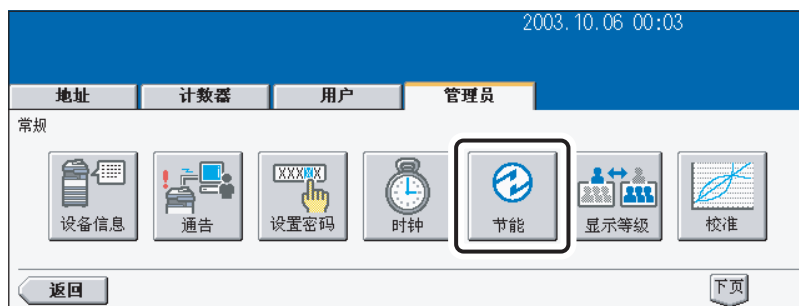 2003.10.06 00:03
地址 计数器 用户 管理员
常规
XXXXX
设备信息 通告 设置密码 时钟 节能 显示等级 校准
返回 下页